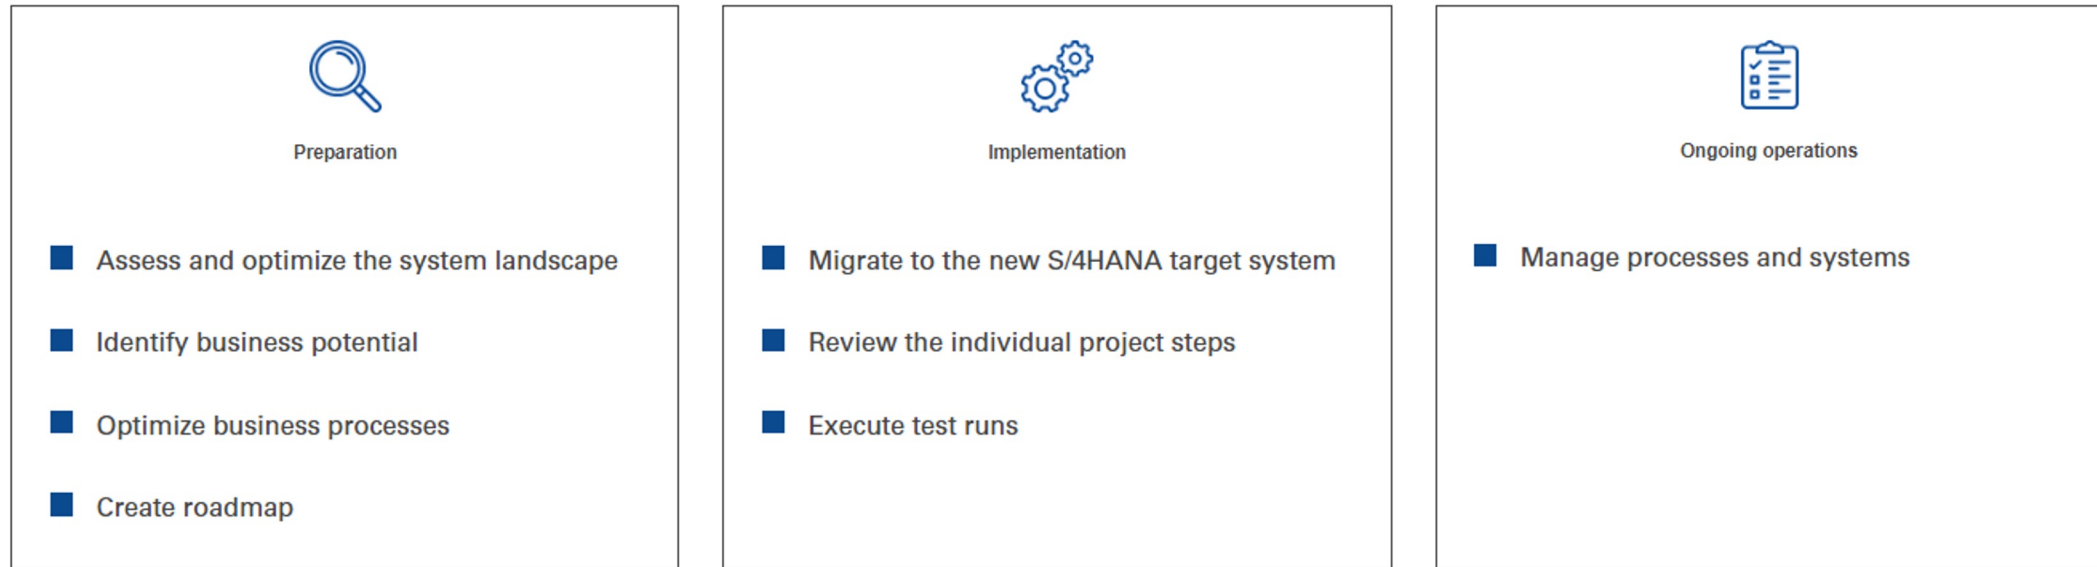 Preparation
Assess and optimize the system landscape
Identify business potential
Optimize business processes
Create roadmap
Implementation
Migrate to the new S/4HANA target system
Review the individual project steps
Execute test runs
Ongoing operations
Manage processes and systems